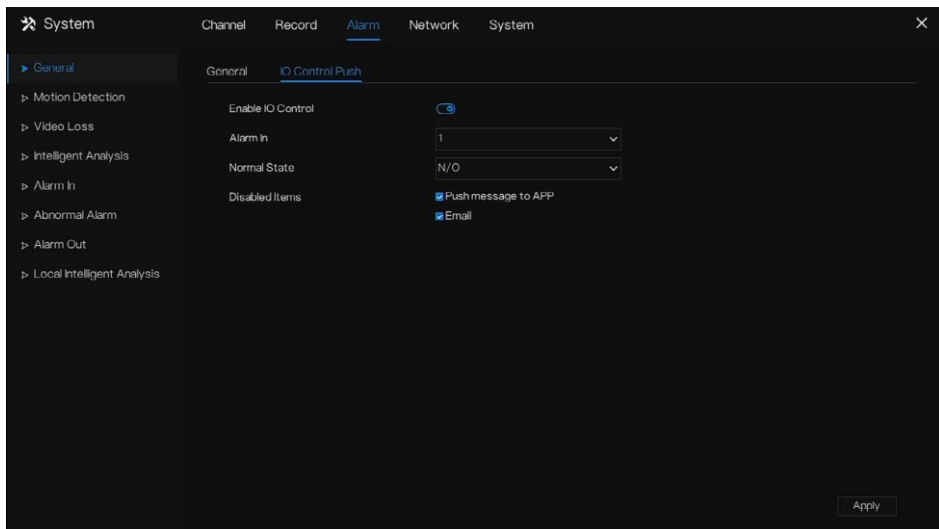 System
Channel Record Alarm Network System
General
Motion Detection
Video Loss
Intelligent Analysis
Alarm In
Abnormal Alarm
Alarm Out
Local Intelligent Analysis
General IO Control Push
Enable IO Control
Alarm In 1
Normal State N/O
Disabled Items Push message to APP
Email
Apply